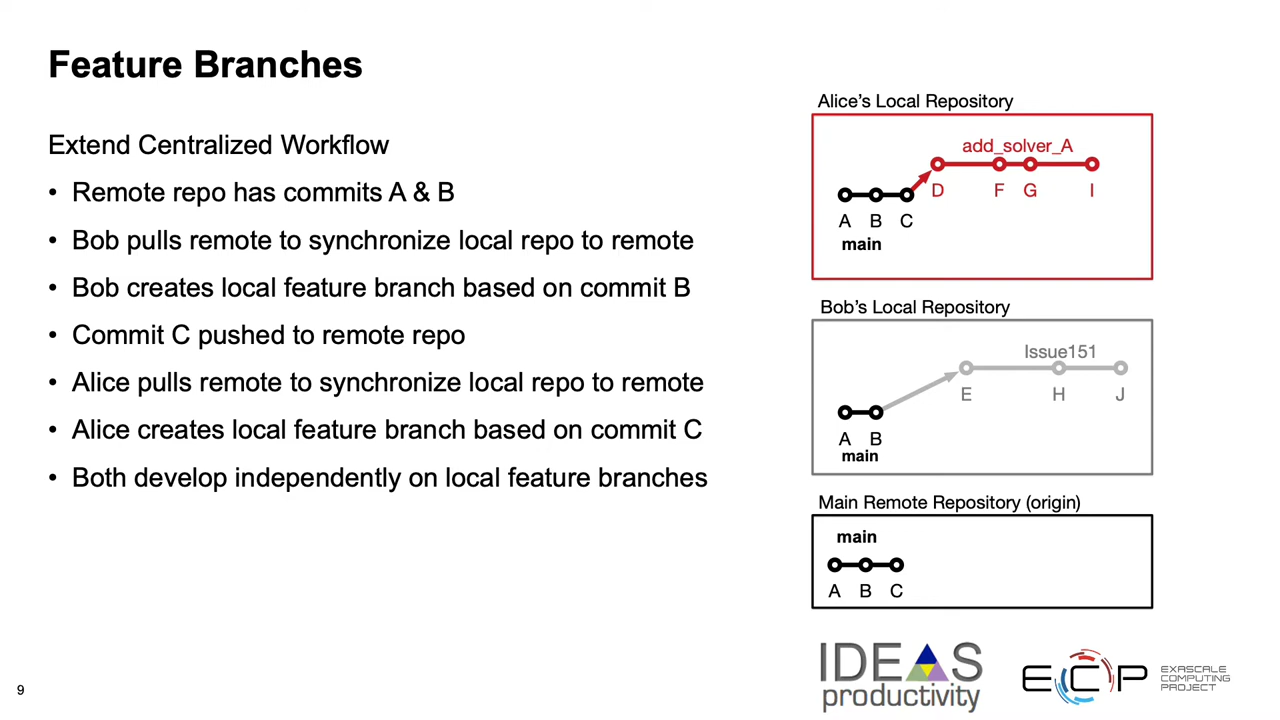 Feature Branches
Extend Centralized Workflow
• Remote repo has commits A & B
• Bob pulls remote to synchronize local repo to remote
• Bob creates local feature branch based on commit B
• Commit C pushed to remote repo
• Alice pulls remote to synchronize local repo to remote
• Alice creates local feature branch based on commit C
• Both develop independently on local feature branches
Alice's Local Repository
add_solver_A
D F G I
A B C
main
Bob's Local Repository
Issue151
E H J
A B
main
Main Remote Repository (origin)
main
A B C
IDEAS
productivity
ECP
EXASCALE
COMPUTING
PROJECT
9